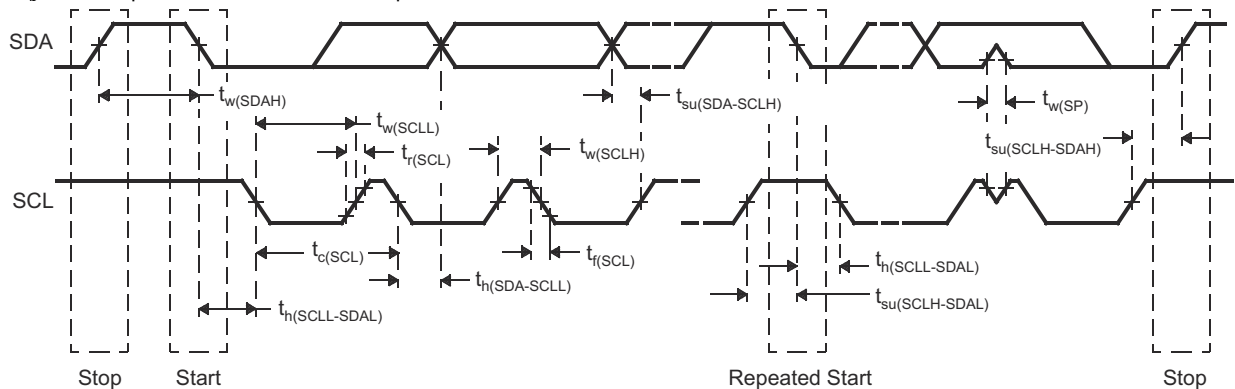 SDA
t_w(SDAH)
t_su(SDA-SCLH)
t_w(SP)
t_w(SCLL)
t_r(SCL)
t_w(SCLH)
t_su(SCLH-SDAH)
SCL
t_c(SCL)
t_f(SCL)
t_h(SDA-SCLL)
t_h(SCLL-SDAL)
t_h(SCLL-SDAL)
t_su(SCLH-SDAL)
Stop
Start
Repeated Start
Stop